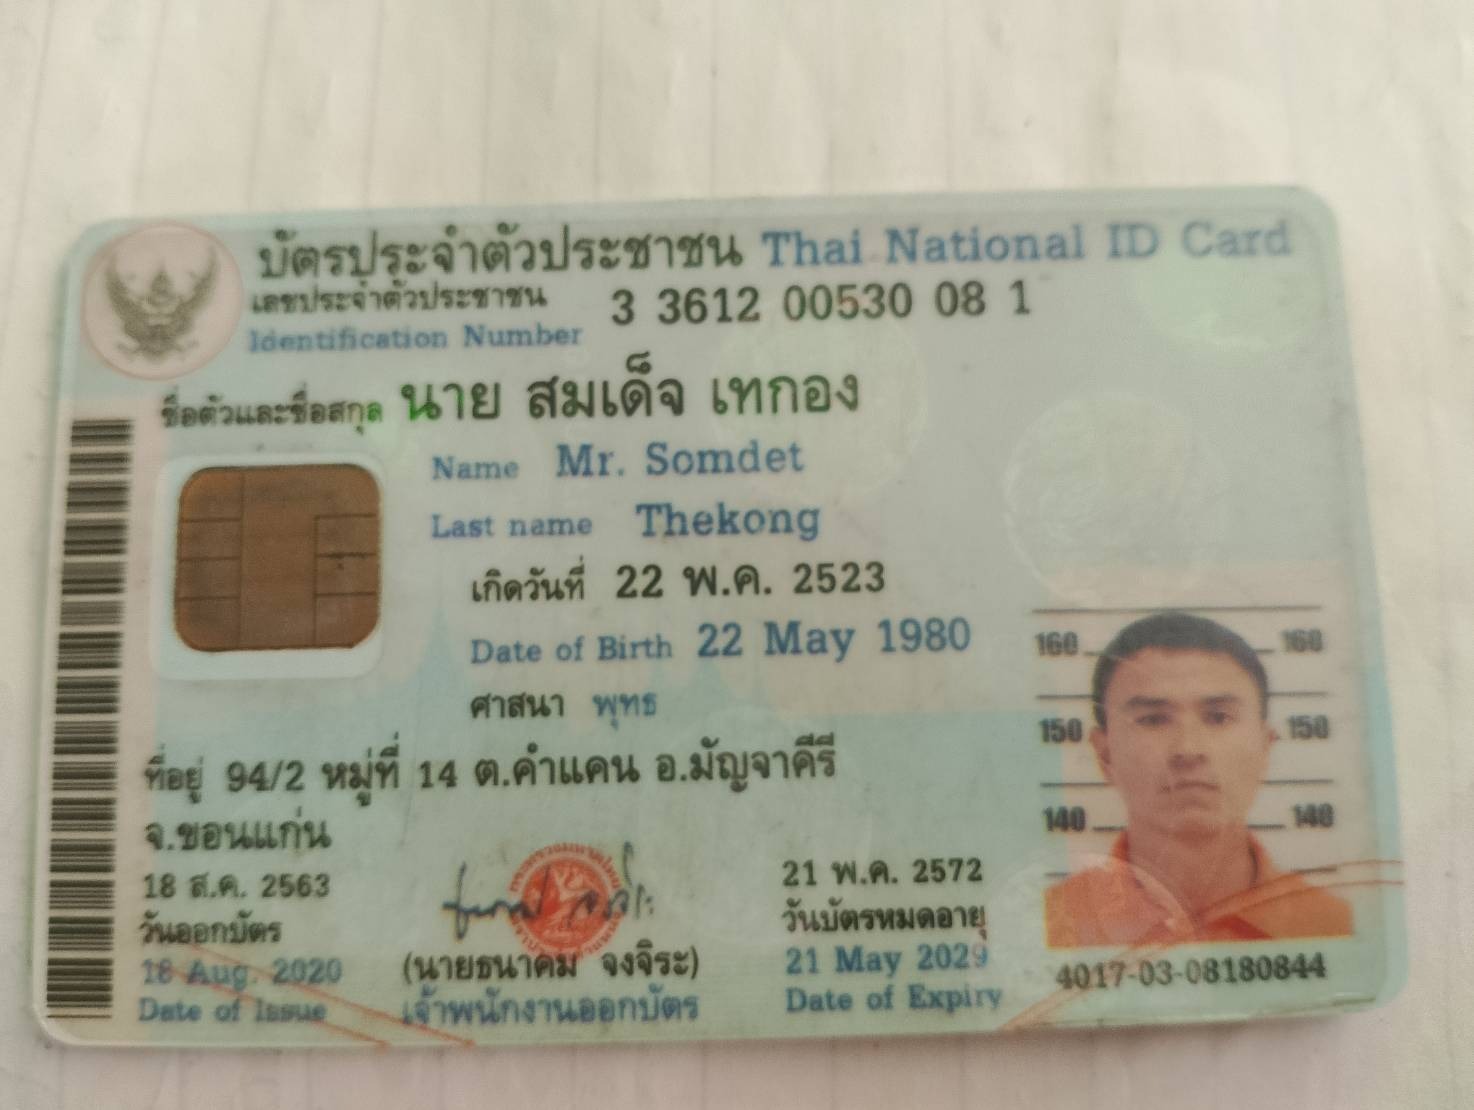 บัตรประจำตัวประชาชน Thai National ID Card
เลขประจำตัวประชาชน 3 3612 00530 08 1
Identification Number
ชื่อตัวและชื่อสกุล นาย สมเด็จ เทกอง
Name Mr. Somdet
Last name Thekong
เกิดวันที่ 22 พ.ค. 2523
Date of Birth 22 May 1980
ศาสนา พุทธ
ที่อยู่ 94/2 หมู่ที่ 14 ต.คำแคน อ.มัญจาคีรี
จ.ขอนแก่น
18 ส.ค. 2563
วันออกบัตร
18 Aug. 2020
Date of Issue
(นายธนาคม จงจิระ)
เจ้าพนักงานออกบัตร
21 พ.ค. 2572
วันบัตรหมดอายุ
21 May 2029
Date of Expiry
160 160
150 150
140 140
4017-03-08180844